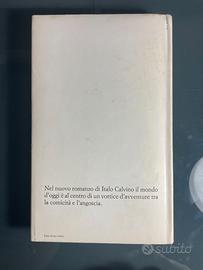 Nel nuovo romanzo di Italo Calvino il mondo
d'oggi è al centro di un vortice d'avventure tra
la comicità e l'angoscia.
subito